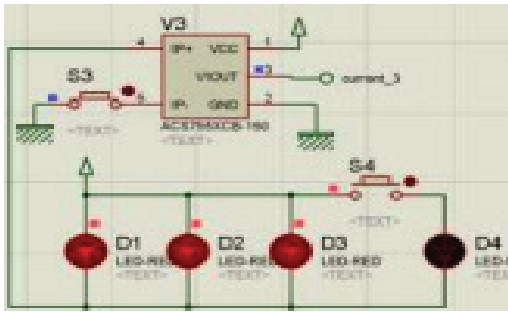 V3
4
IP+
VCC
1
VIOUT
3
current_3
S3
5
IP-
GND
2
<TEXT>
<TEXT>
S4
<TEXT>
D1
D2
D3
D4
LED-RED
LED-RED
LED-RED
<TEXT>
<TEXT>
<TEXT>